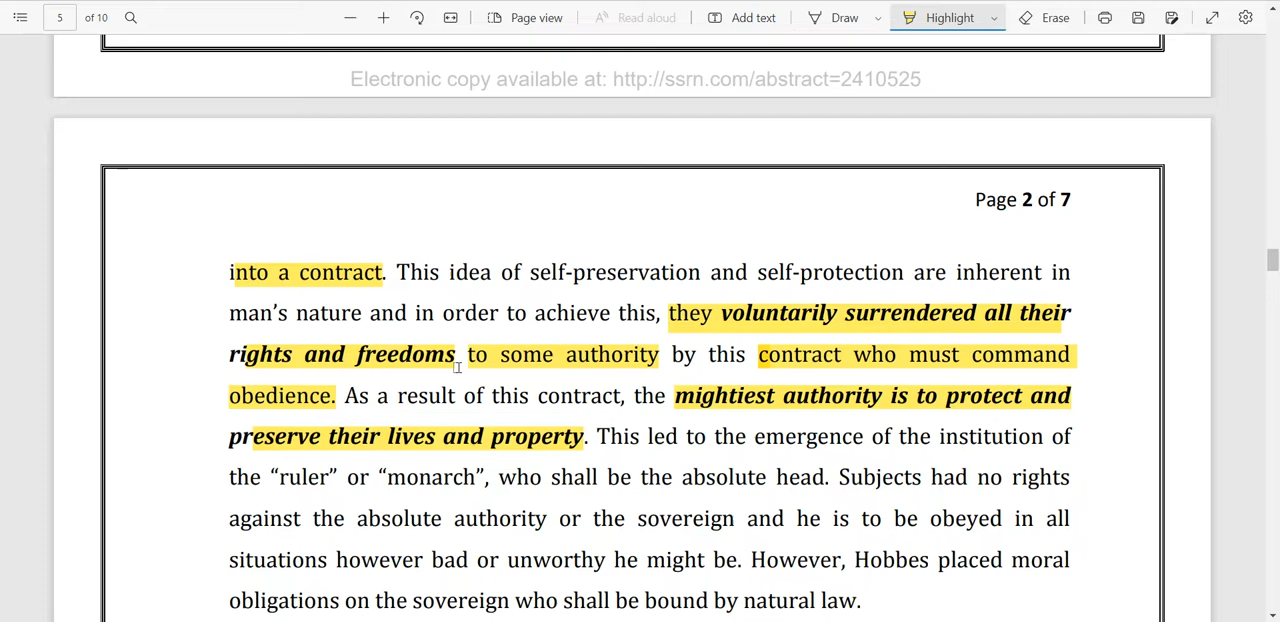 5 of 10 Page view Read aloud Add text Draw Highlight Erase
Electronic copy available at: http://ssrn.com/abstract=2410525
Page 2 of 7
into a contract. This idea of self-preservation and self-protection are inherent in
man’s nature and in order to achieve this, they voluntarily surrendered all their
rights and freedoms to some authority by this contract who must command
obedience. As a result of this contract, the mightiest authority is to protect and
preserve their lives and property. This led to the emergence of the institution of
the “ruler” or “monarch”, who shall be the absolute head. Subjects had no rights
against the absolute authority or the sovereign and he is to be obeyed in all
situations however bad or unworthy he might be. However, Hobbes placed moral
obligations on the sovereign who shall be bound by natural law.